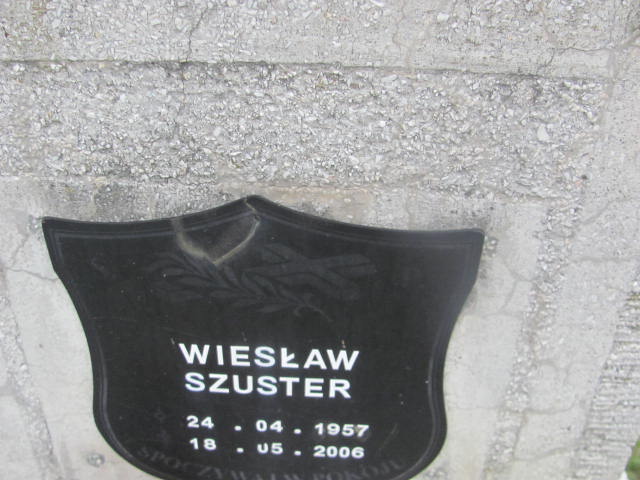 WIESŁAW
SZUSTER
24 . 04 . 1957
18 . 05 . 2006
SPOCZYWAJ W POKOJU